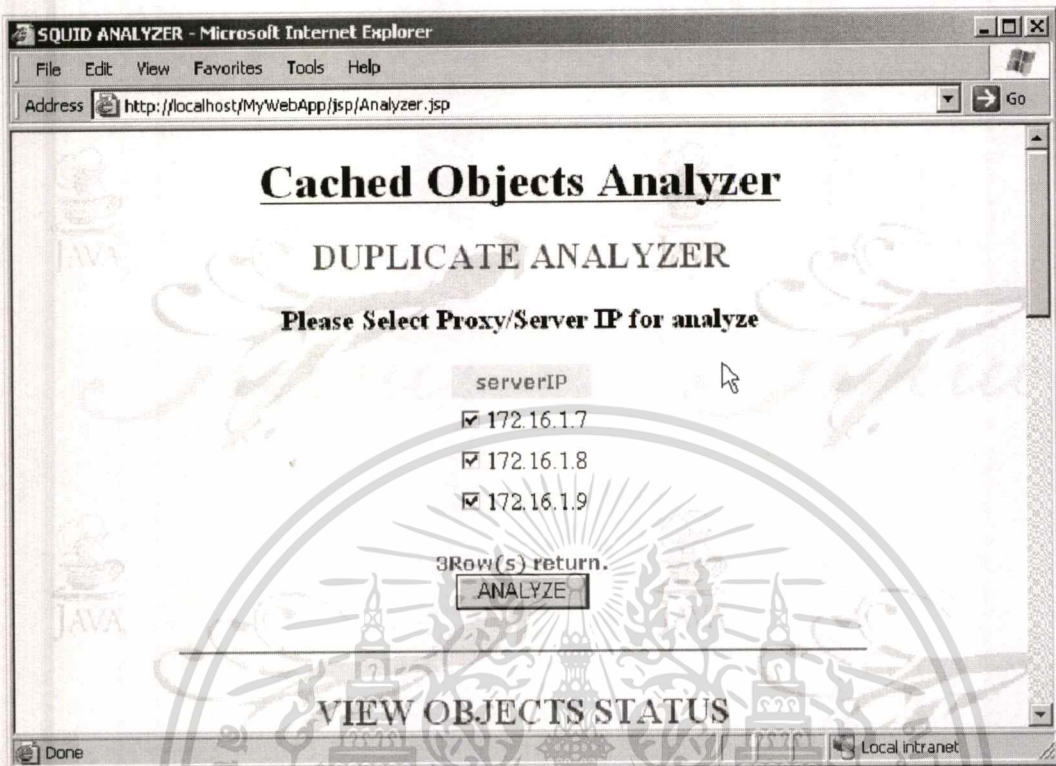 SQUID ANALYZER - Microsoft Internet Explorer
File Edit View Favorites Tools Help
Address http://localhost/MyWebApp/jsp/Analyzer.jsp Go
Cached Objects Analyzer
DUPLICATE ANALYZER
Please Select Proxy/Server IP for analyze
serverIP
172.16.1.7
172.16.1.8
172.16.1.9
3Row(s) return.
ANALYZE
VIEW OBJECTS STATUS
Done Local intranet
JAVA
JAVA